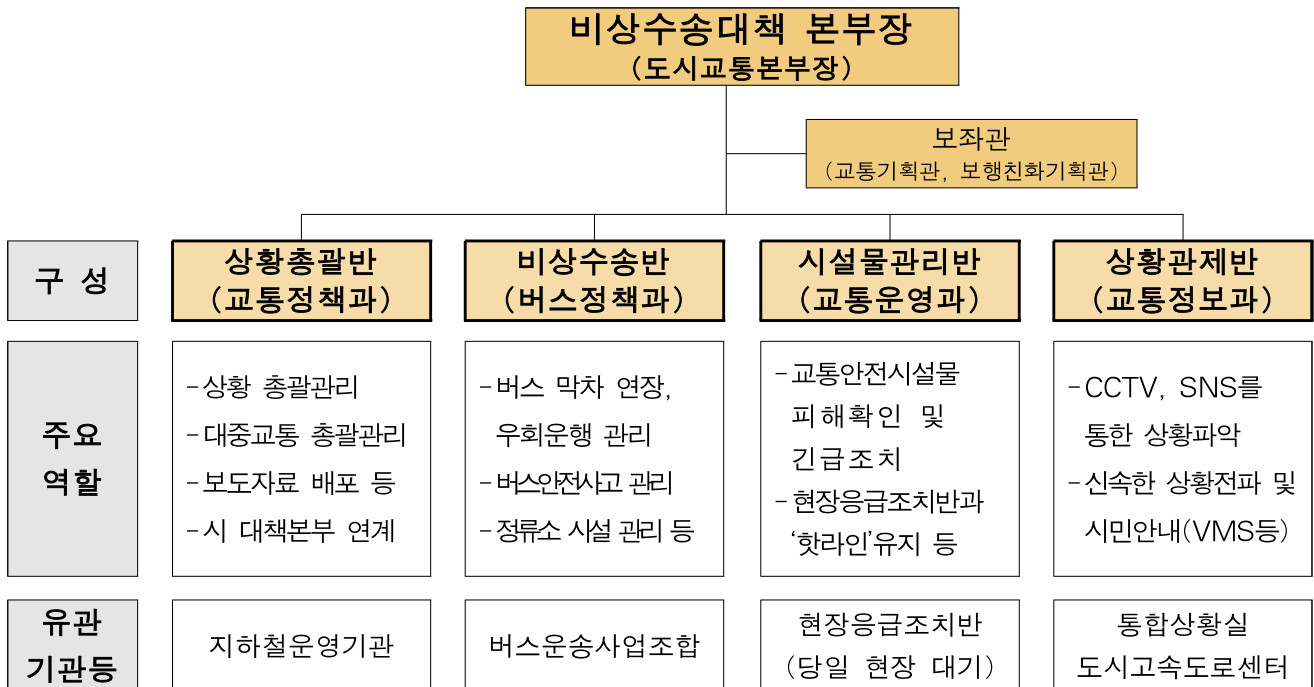 비상수송대책 본부장
(도시교통본부장)
보좌관
(교통기획관, 보행친화기획관)
구 성
상황총괄반
(교통정책과)
비상수송반
(버스정책과)
시설물관리반
(교통운영과)
상황관제반
(교통정보과)
주요
역할
-상황 총괄관리
-대중교통 총괄관리
-보도자료 배포 등
-시 대책본부 연계
-버스 막차 연장,
우회운행 관리
-버스안전사고 관리
-정류소 시설 관리 등
-교통안전시설물
피해확인 및
긴급조치
-현장응급조치반과
‘핫라인’유지 등
-CCTV, SNS를
통한 상황파악
-신속한 상황전파 및
시민안내(VMS등)
유관
기관등
지하철운영기관
버스운송사업조합
현장응급조치반
(당일 현장 대기)
통합상황실
도시고속도로센터